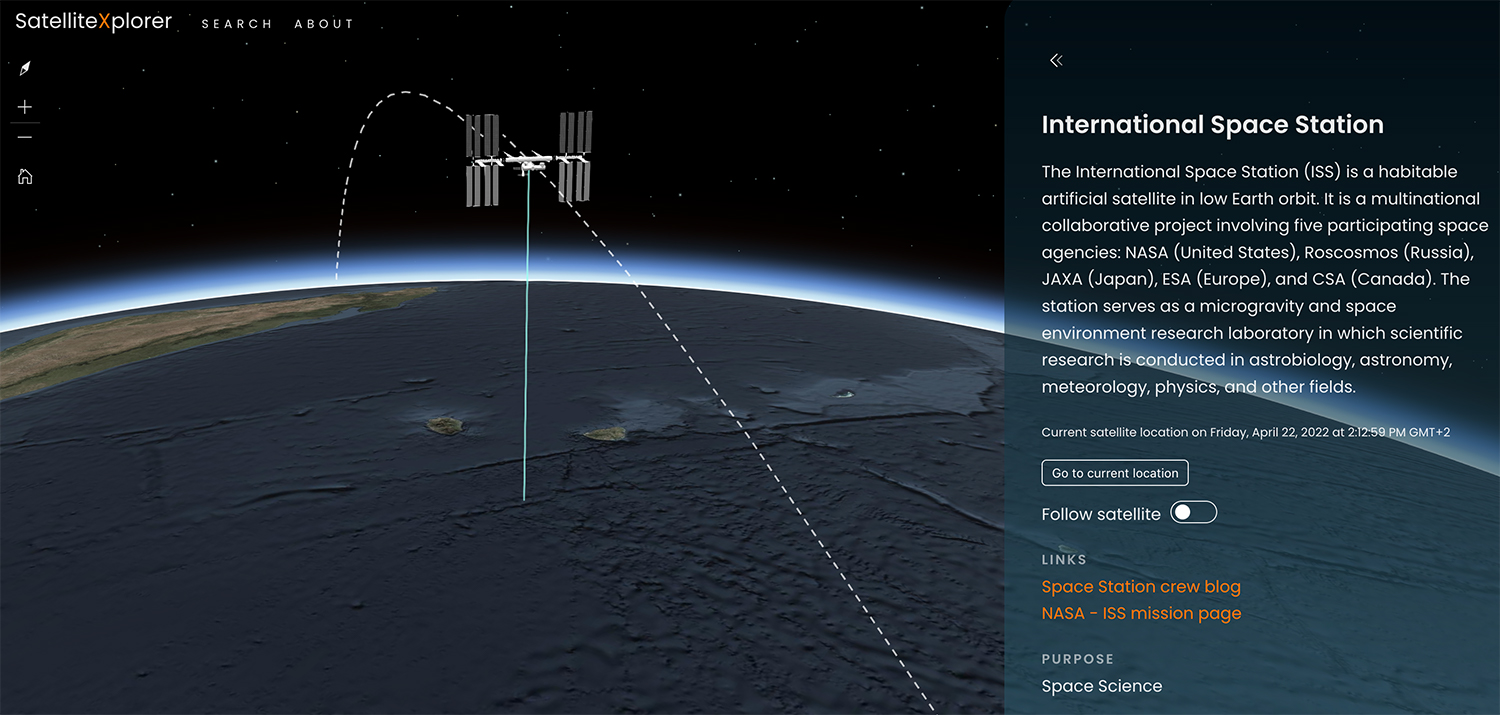 SatelliteXplorer SEARCH ABOUT
International Space Station
The International Space Station (ISS) is a habitable
artificial satellite in low Earth orbit. It is a multinational
collaborative project involving five participating space
agencies: NASA (United States), Roscosmos (Russia),
JAXA (Japan), ESA (Europe), and CSA (Canada). The
station serves as a microgravity and space
environment research laboratory in which scientific
research is conducted in astrobiology, astronomy,
meteorology, physics, and other fields.
Current satellite location on Friday, April 22, 2022 at 2:12:59 PM GMT+2
Go to current location
Follow satellite
LINKS
Space Station crew blog
NASA - ISS mission page
PURPOSE
Space Science